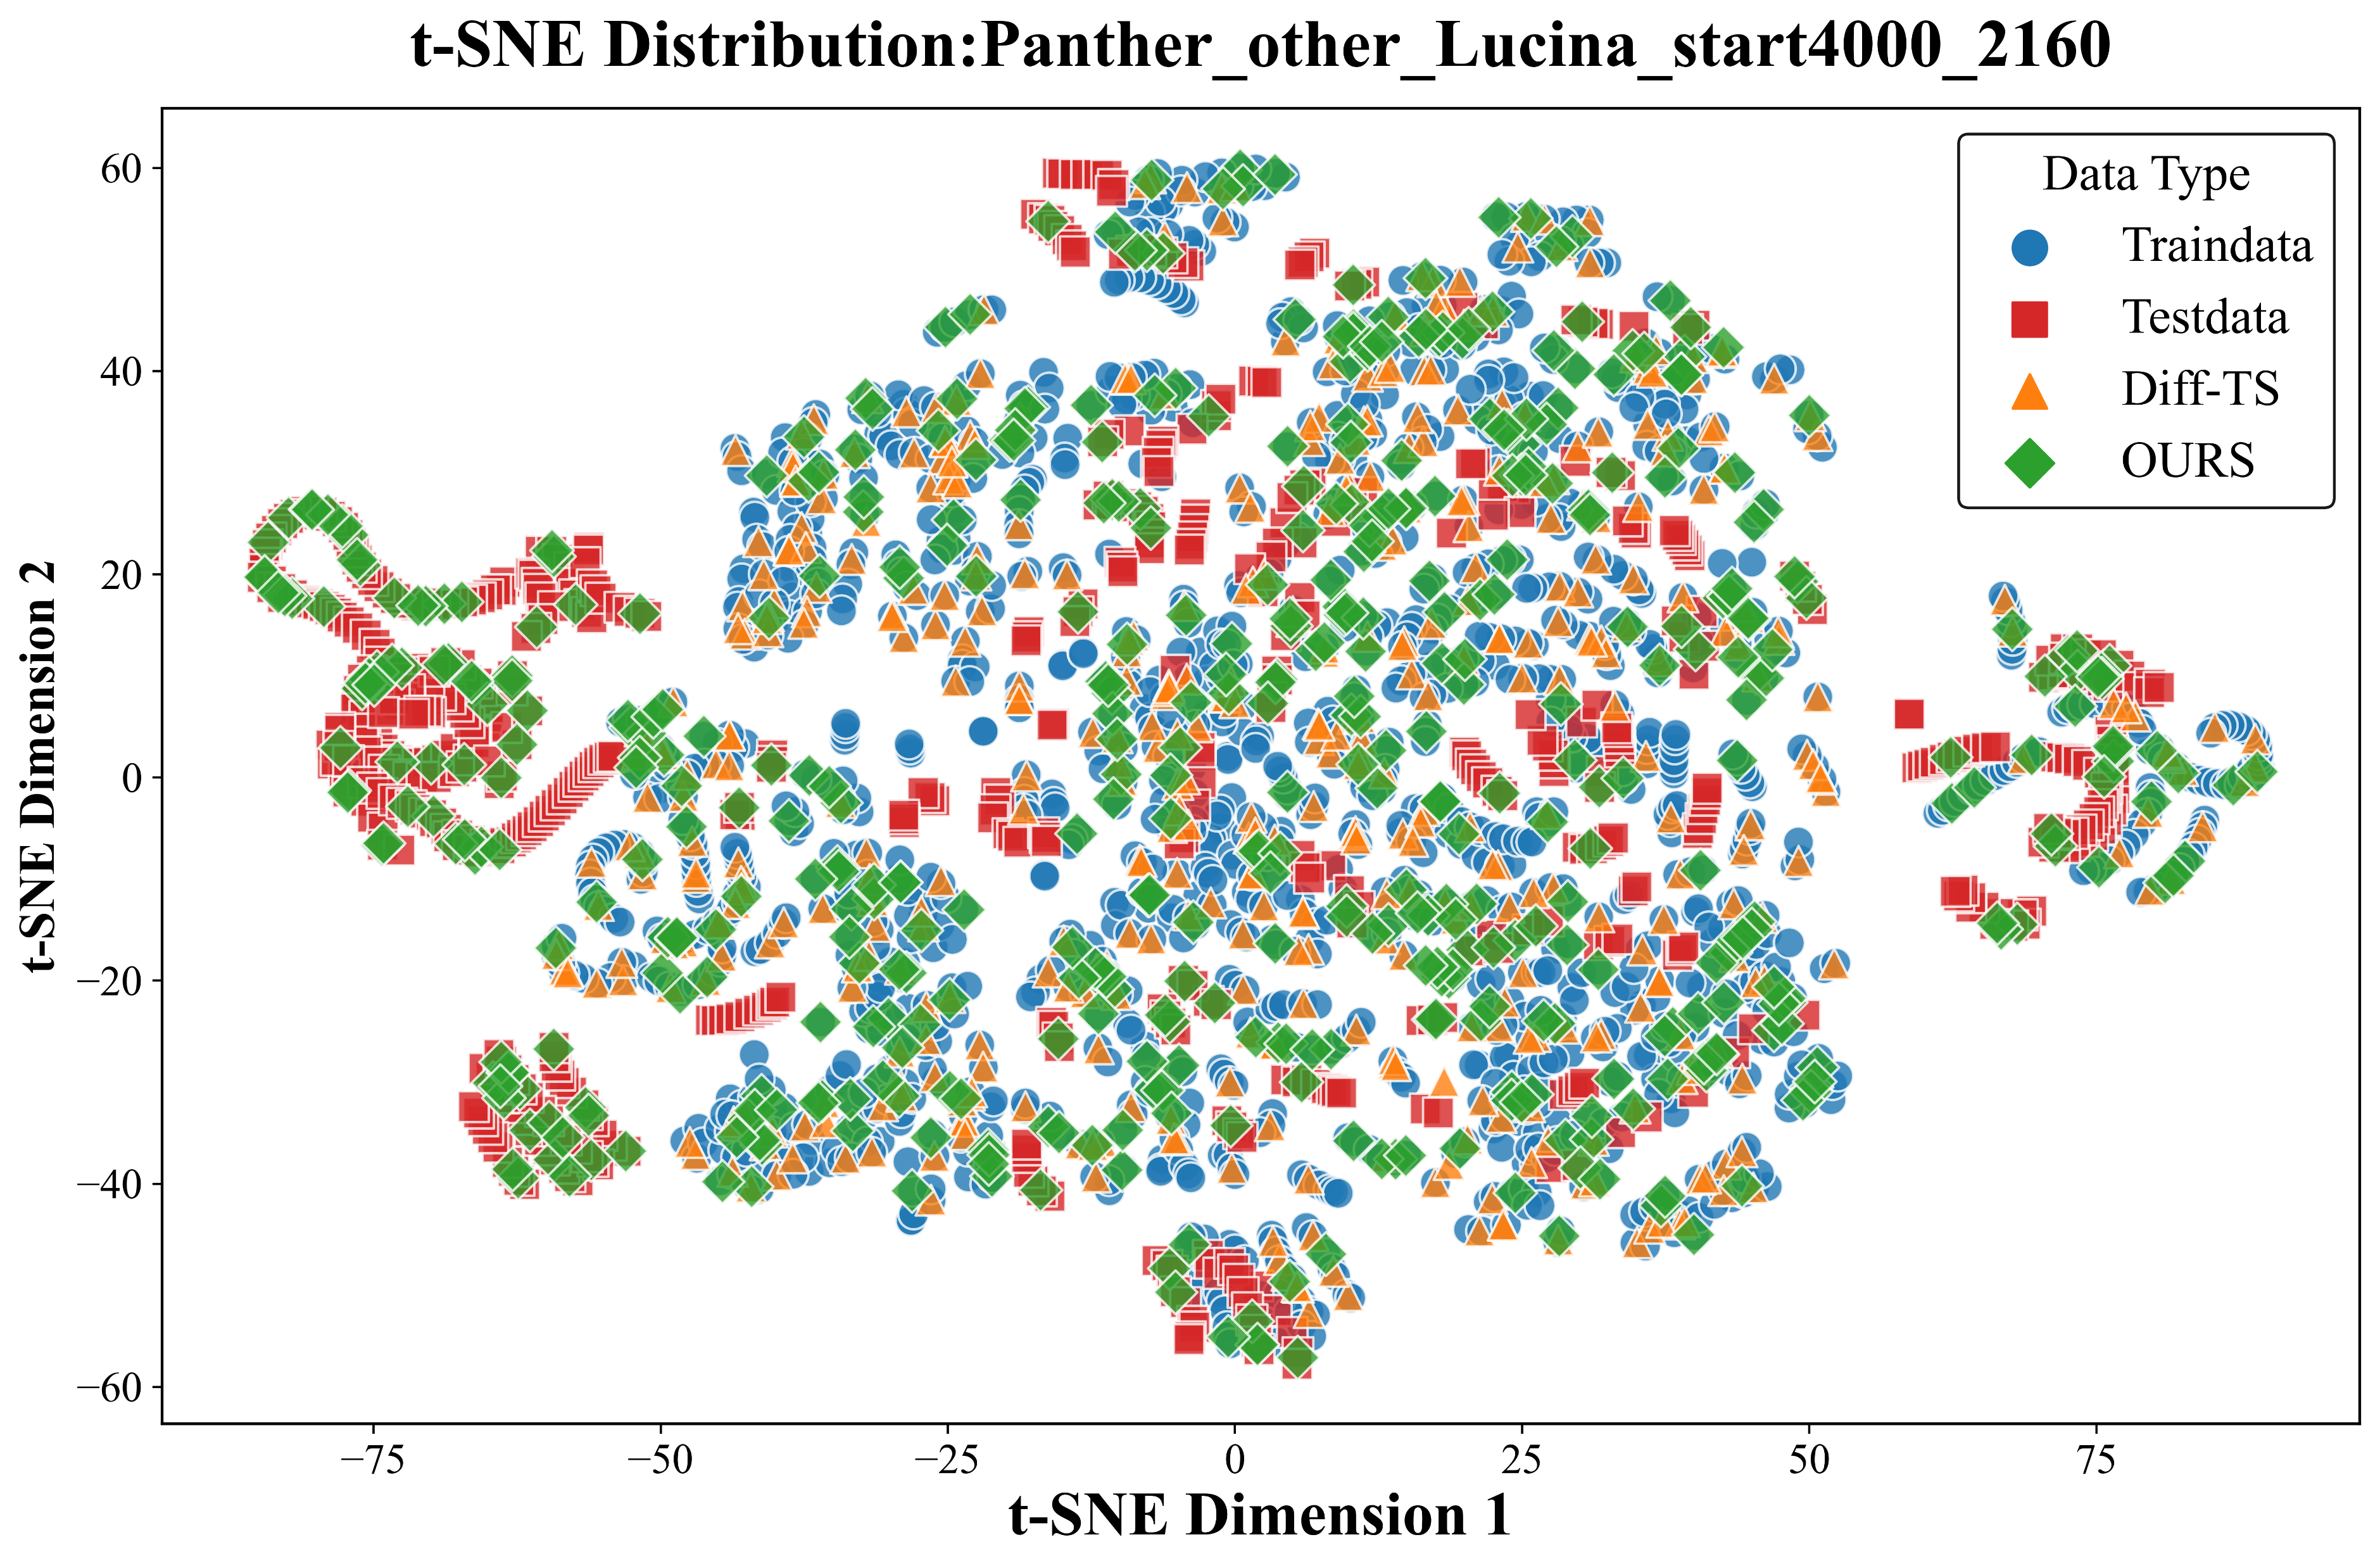 t-SNE Distribution:Panther_other_Lucina_start4000_2160
Data Type
Traindata
Testdata
Diff-TS
OURS
t-SNE Dimension 2
60
40
20
0
−20
−40
−60
−75
−50
−25
0
25
50
75
t-SNE Dimension 1